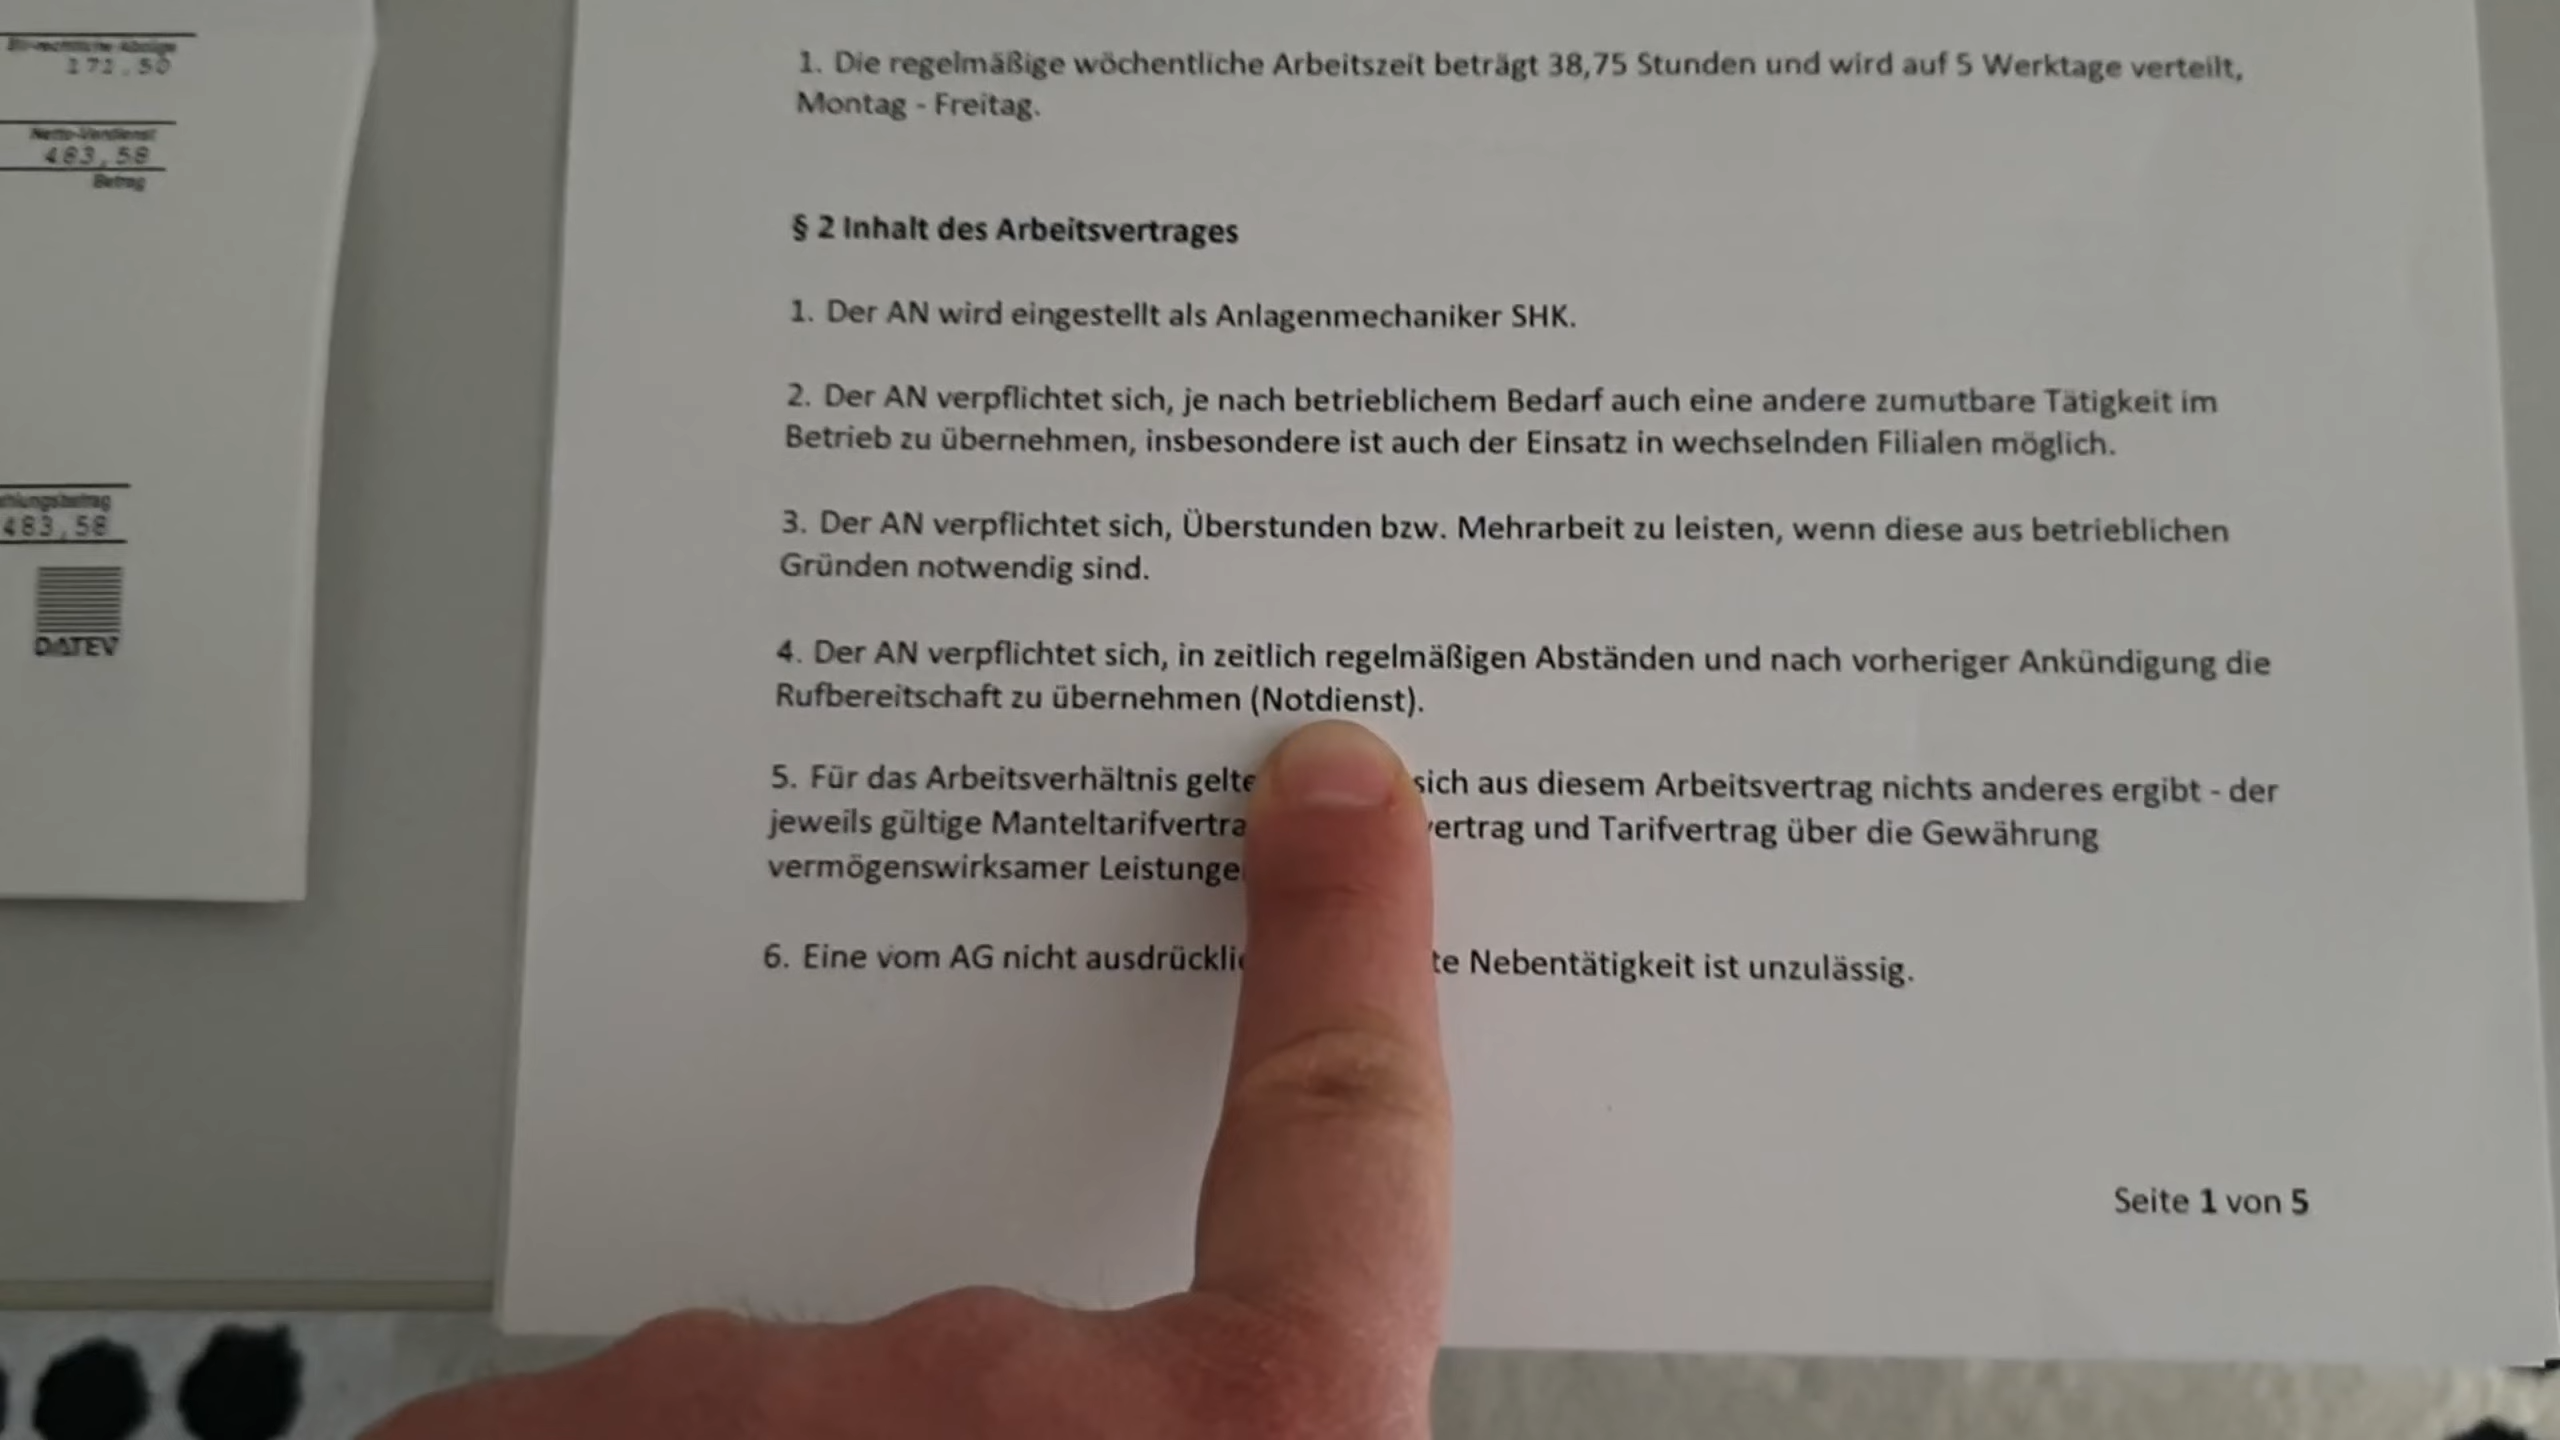 SV-rechtliche Abzüge
171,50
Netto-Verdienst
483,58
Betrag
483,58
DATEV
1. Die regelmäßige wöchentliche Arbeitszeit beträgt 38,75 Stunden und wird auf 5 Werktage verteilt,
Montag - Freitag.
§ 2 Inhalt des Arbeitsvertrages
1. Der AN wird eingestellt als Anlagenmechaniker SHK.
2. Der AN verpflichtet sich, je nach betrieblichem Bedarf auch eine andere zumutbare Tätigkeit im
Betrieb zu übernehmen, insbesondere ist auch der Einsatz in wechselnden Filialen möglich.
3. Der AN verpflichtet sich, Überstunden bzw. Mehrarbeit zu leisten, wenn diese aus betrieblichen
Gründen notwendig sind.
4. Der AN verpflichtet sich, in zeitlich regelmäßigen Abständen und nach vorheriger Ankündigung die
Rufbereitschaft zu übernehmen (Notdienst).
5. Für das Arbeitsverhältnis gelte sich aus diesem Arbeitsvertrag nichts anderes ergibt - der
jeweils gültige Manteltarifvertra ertrag und Tarifvertrag über die Gewährung
vermögenswirksamer Leistunge
6. Eine vom AG nicht ausdrückli te Nebentätigkeit ist unzulässig.
Seite 1 von 5